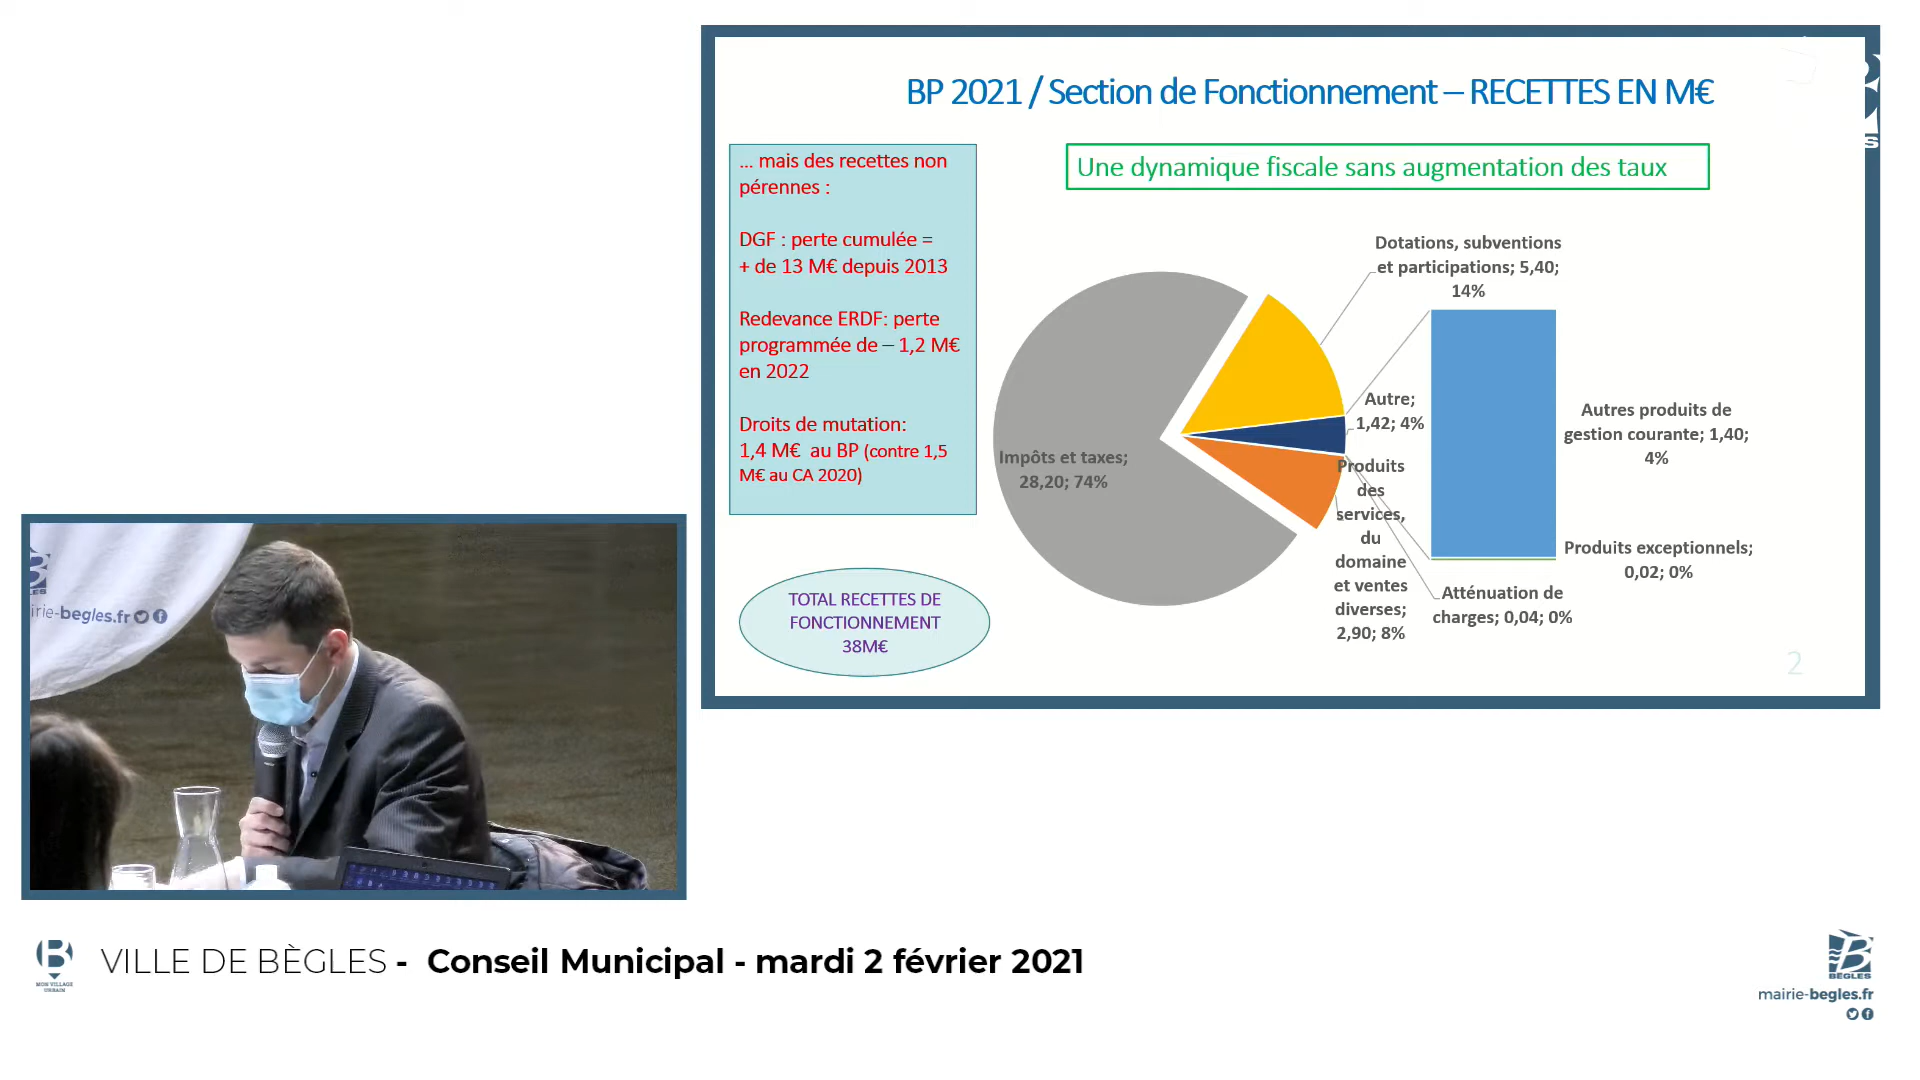 BP 2021 / Section de Fonctionnement – RECETTES EN M€
... mais des recettes non
pérennes :
DGF : perte cumulée =
+ de 13 M€ depuis 2013
Redevance ERDF: perte
programmée de – 1,2 M€
en 2022
Droits de mutation:
1,4 M€ au BP (contre 1,5
M€ au CA 2020)
TOTAL RECETTES DE
FONCTIONNEMENT
38M€
Une dynamique fiscale sans augmentation des taux
Dotations, subventions
et participations; 5,40;
14%
Autre;
1,42; 4%
Impôts et taxes;
28,20; 74%
Produits
des
services,
du
domaine
et ventes
diverses;
2,90; 8%
Autres produits de
gestion courante; 1,40;
4%
Produits exceptionnels;
0,02; 0%
Atténuation de
charges; 0,04; 0%
2
irie-begles.fr
B
MON VILLAGE
URBAIN
VILLE DE BÈGLES - Conseil Municipal - mardi 2 février 2021
B
BÈGLES
mairie-begles.fr